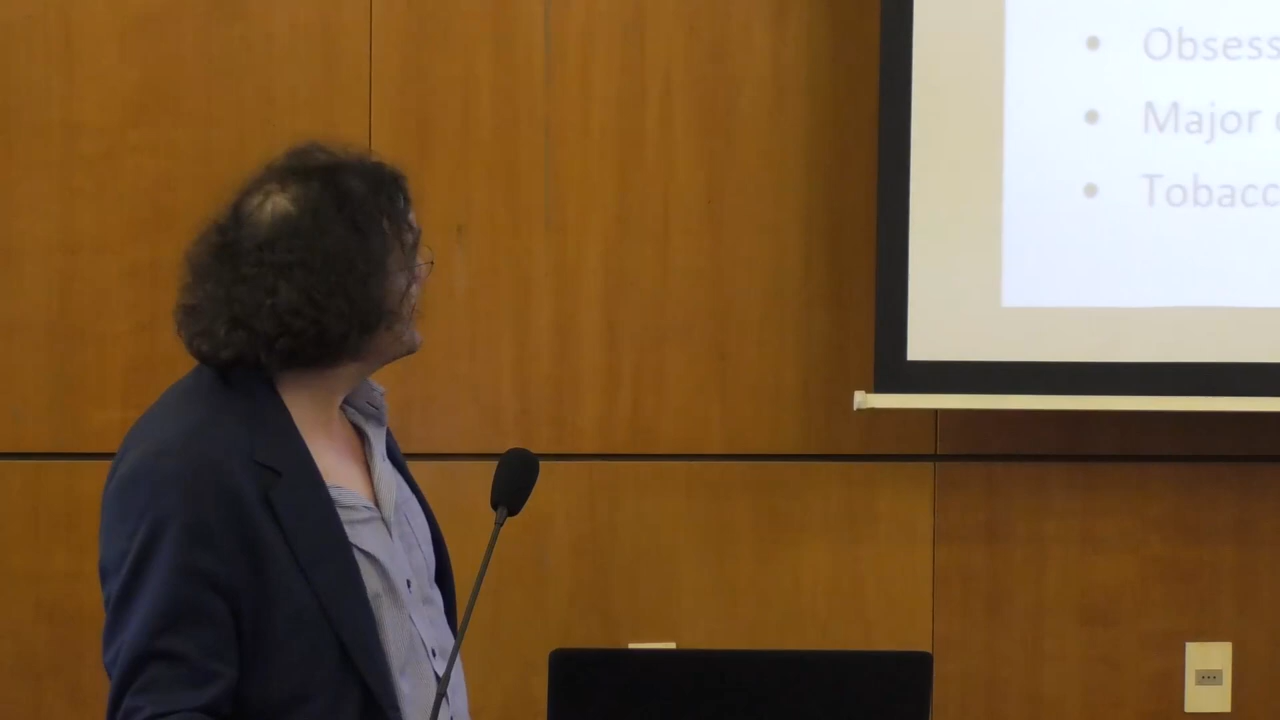 • Obsess
• Major
• Tobacc